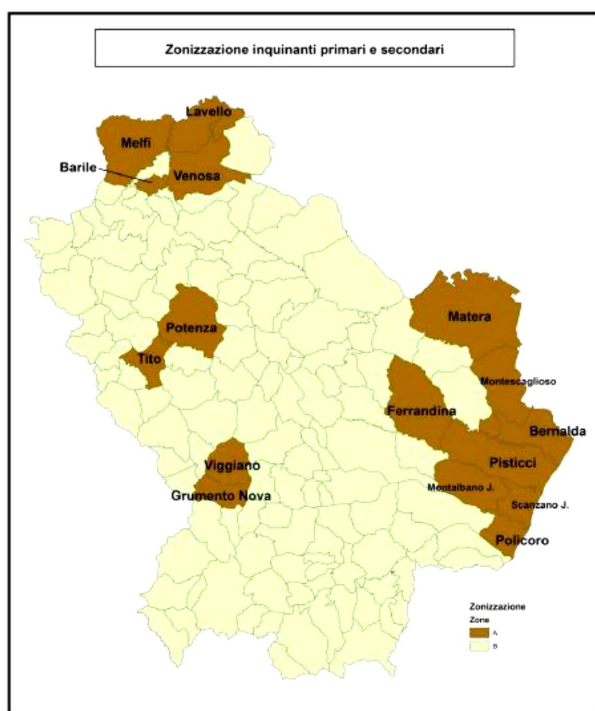 Zonizzazione inquinanti primari e secondari
Lavello
Melfi
Barile
Venosa
Potenza
Matera
Tito
Montescaglioso
Ferrandina
Bernalda
Pisticci
Viggiano
Montalbano J.
Grumento Nova
Scanzano J.
Policoro
Zonizzazione
Zone
A
B